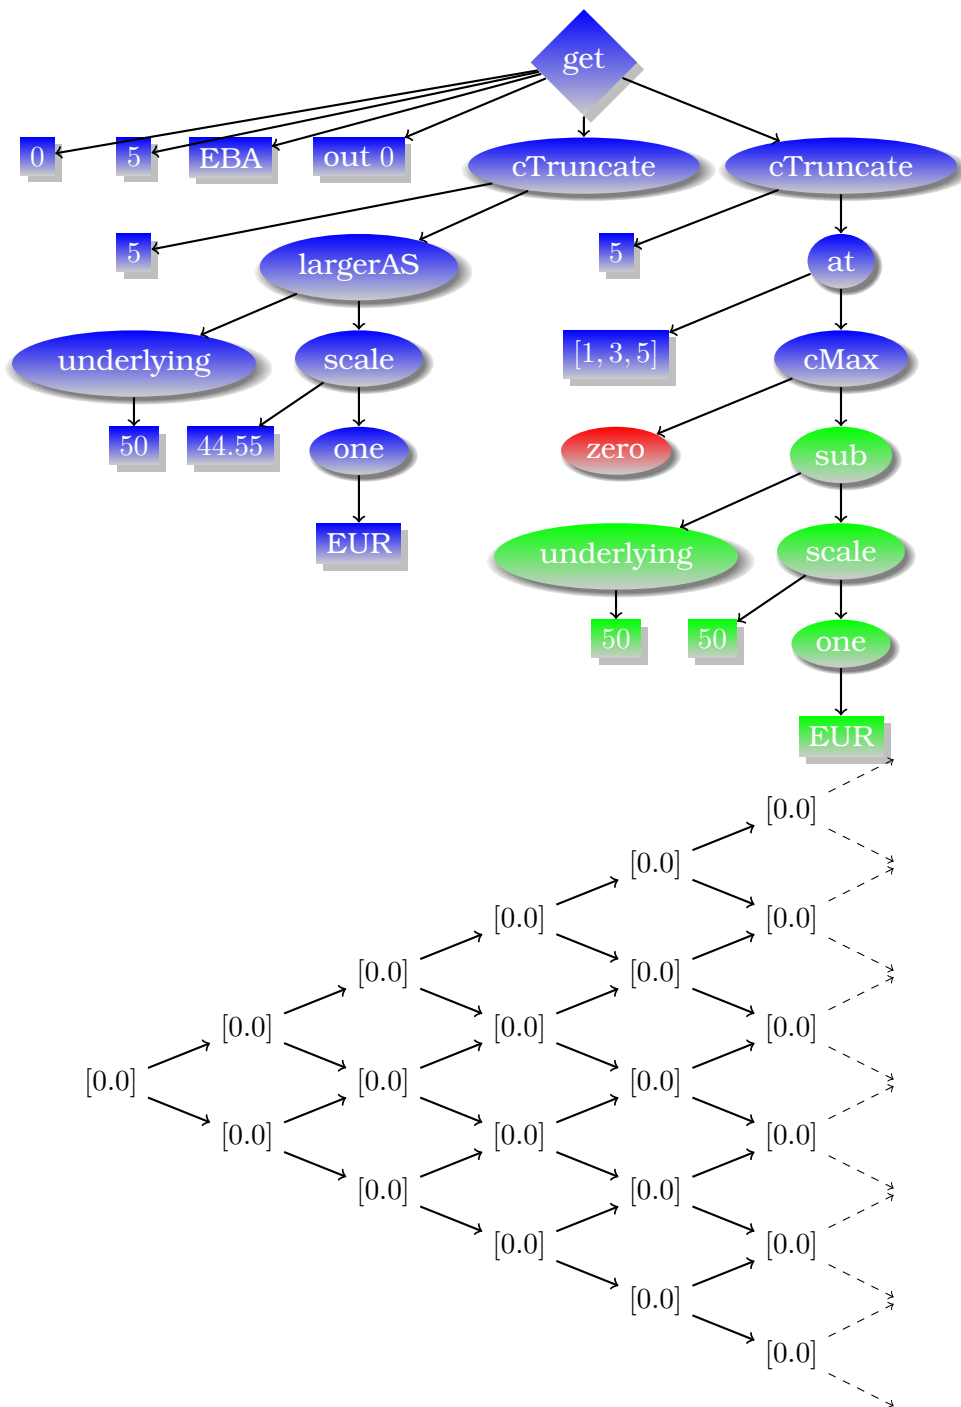 get
0 5 EBA out 0 cTruncate cTruncate
5 largerAS 5 at
underlying scale [1, 3, 5] cMax
50 44.55 one zero sub
EUR underlying scale
50 50 one
EUR
[0.0]
[0.0]
[0.0] [0.0]
[0.0] [0.0]
[0.0] [0.0] [0.0]
[0.0] [0.0] [0.0]
[0.0] [0.0] [0.0]
[0.0] [0.0]
[0.0] [0.0]
[0.0]
[0.0]